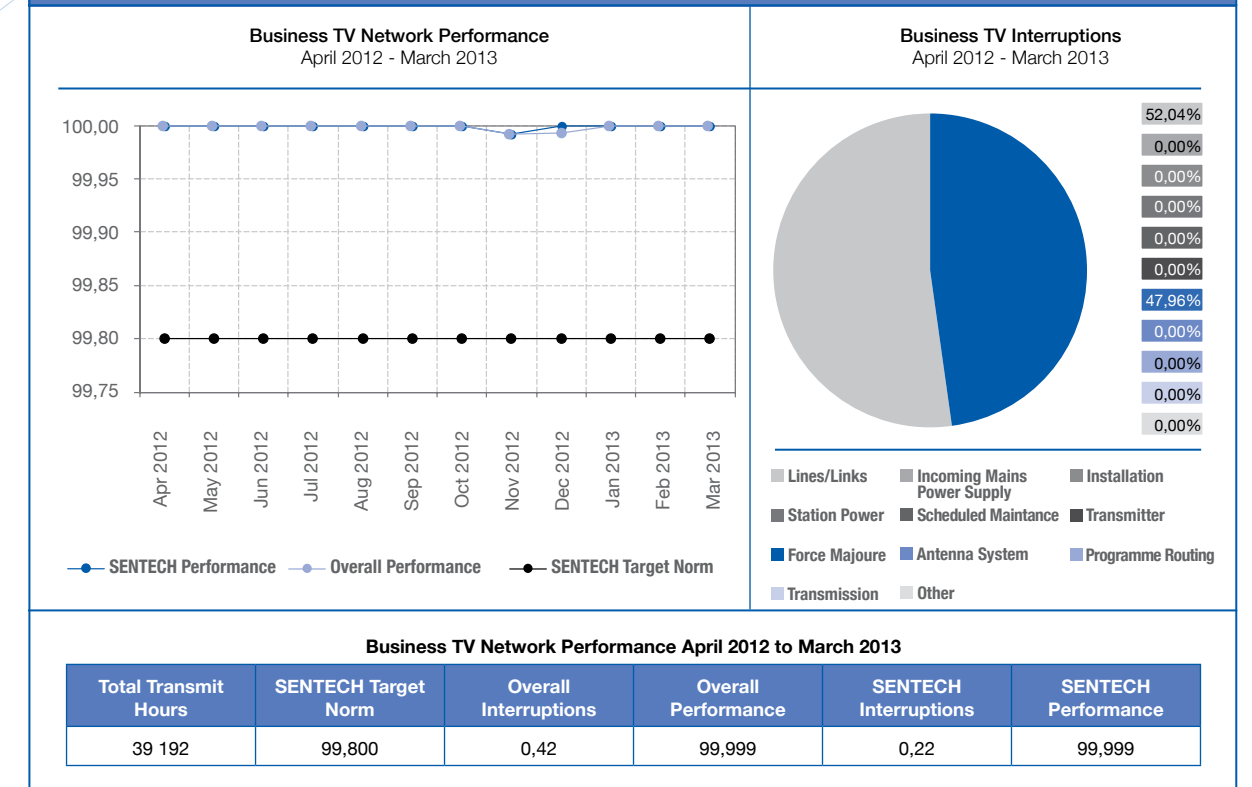 Business TV Network Performance
April 2012 - March 2013
100,00
99,95
99,90
99,85
99,80
99,75
Apr 2012
May 2012
Jun 2012
Jul 2012
Aug 2012
Sep 2012
Oct 2012
Nov 2012
Dec 2012
Jan 2013
Feb 2013
Mar 2013
SENTECH Performance
Overall Performance
SENTECH Target Norm
Business TV Interruptions
April 2012 - March 2013
52,04%
0,00%
0,00%
0,00%
0,00%
0,00%
47,96%
0,00%
0,00%
0,00%
0,00%
Lines/Links
Incoming Mains
Power Supply
Installation
Station Power
Scheduled Maintance
Transmitter
Force Majoure
Antenna System
Programme Routing
Transmission
Other
Business TV Network Performance April 2012 to March 2013
Total Transmit
Hours
SENTECH Target
Norm
Overall
Interruptions
Overall
Performance
SENTECH
Interruptions
SENTECH
Performance
39 192
99,800
0,42
99,999
0,22
99,999